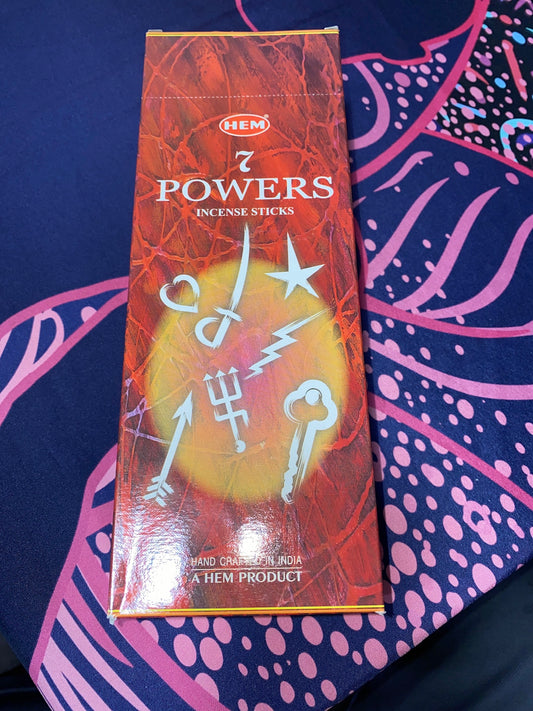 HEM
7
POWERS
INCENSE STICKS
HAND CRAFTED IN INDIA
A HEM PRODUCT